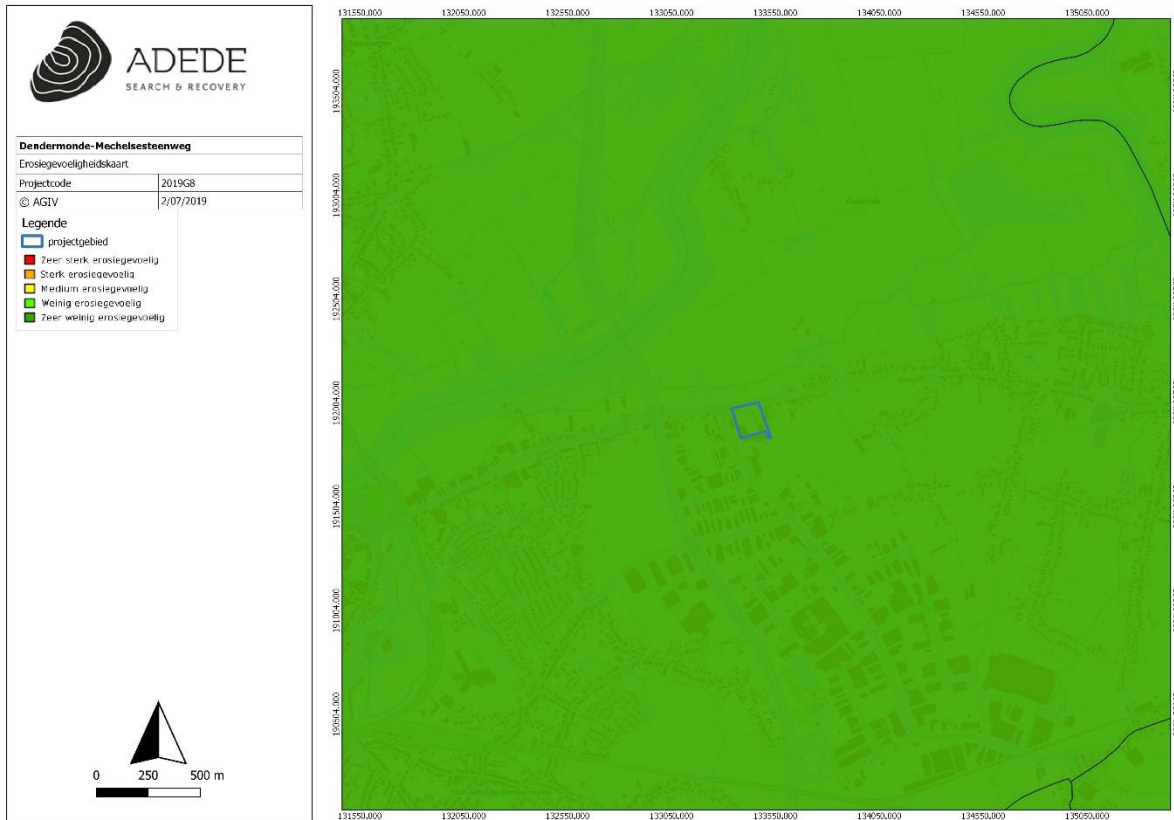 ADEDE
SEARCH & RECOVERY
Dendermonde-Mechelsesteenweg
Erosiegevoeligheidskaart
Projectcode 2019G8
© AGIV 2/07/2019
Legende
projectgebied
Zeer sterk erosiegevoelig
Sterk erosiegevoelig
Medium erosiegevoelig
Weinig erosiegevoelig
Zeer weinig erosiegevoelig
0 250 500 m
131550.000 132050.000 132550.000 133050.000 133550.000 134050.000 134550.000 135050.000
193504.000
193004.000
192504.000
192004.000
191504.000
191004.000
190504.000
131550.000 132050.000 132550.000 133050.000 133550.000 134050.000 134550.000 135050.000